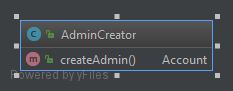 C AdminCreator
m createAdmin() Account
Powered by yFiles